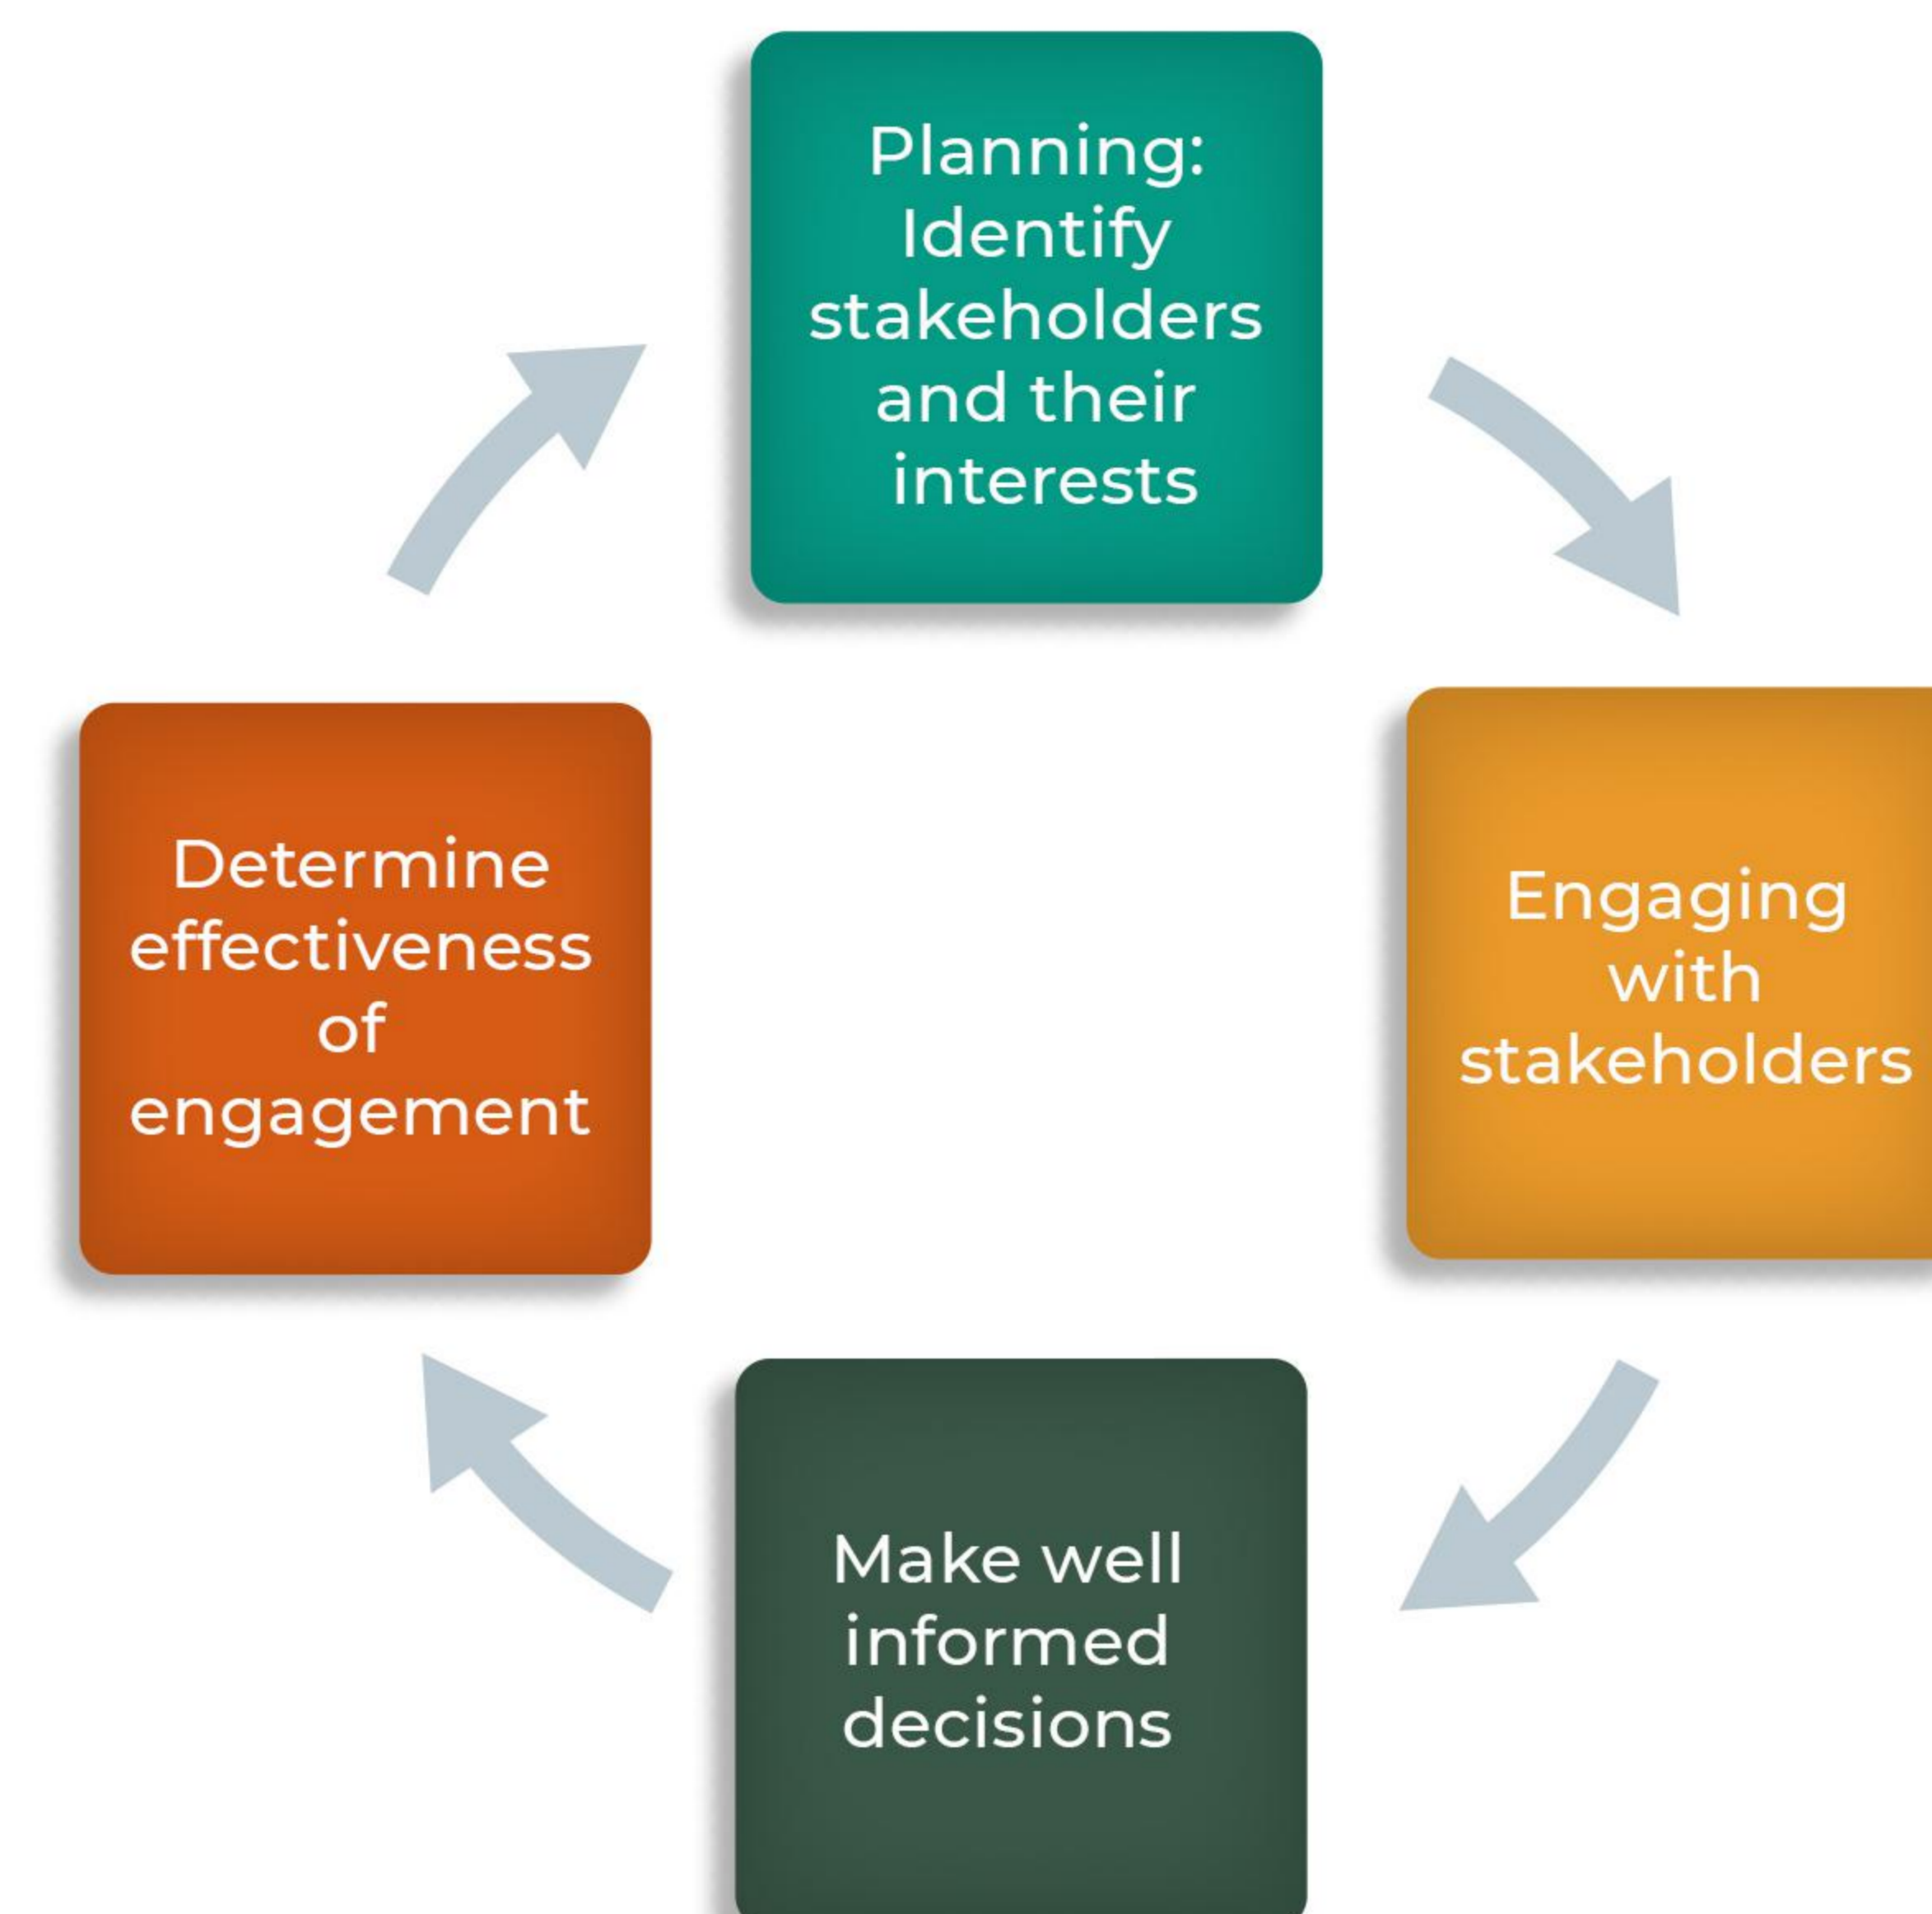 Planning:
Identify
stakeholders
and their
interests
Engaging
with
stakeholders
Make well
informed
decisions
Determine
effectiveness
of
engagement